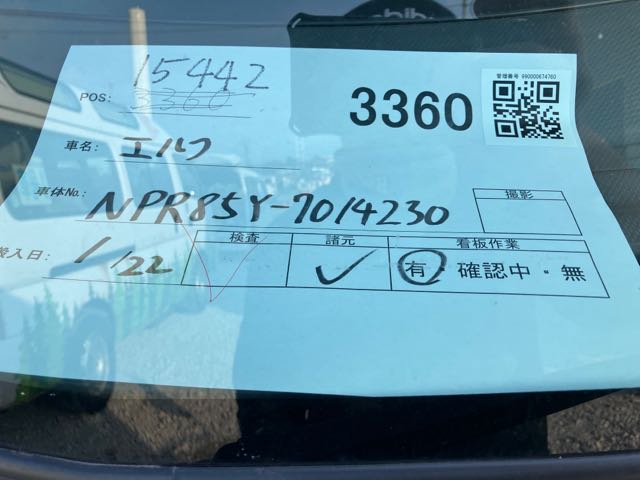 管理番号 990000674760
15442
POS: 3360
3360
車名: エルフ
車体No.: NPR85Y-7014230
撮影
搬入日: 1/22
検査 諸元 看板作業
✓ ✓ 有・確認中・無